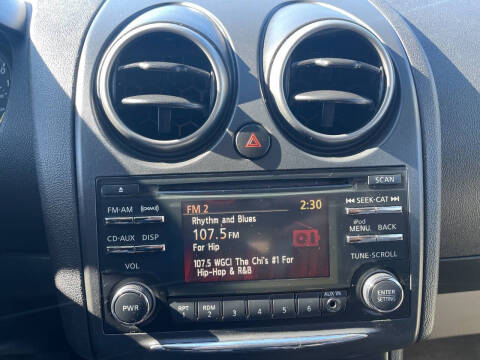 SCAN
FM 2 2:30
FM·AM
Rhythm and Blues
SEEK·CAT
107.5 FM
iPod
CD·AUX DISP
MENU BACK
For Hip
107.5 WGCI The Chi's #1 For
Hip-Hop & R&B
VOL
TUNE·SCROLL
PWR
ENTER
SETTING
AUX IN
RPT RDM
1 2 3 4 5 6